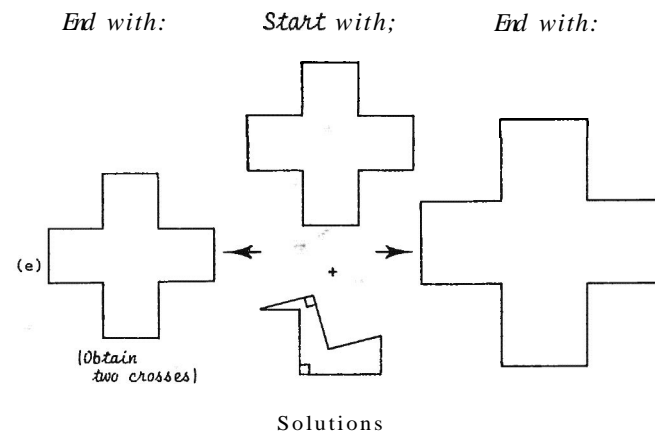 End with: Start with; End with:
(e)
+
(Obtain
two crosses)
Solutions